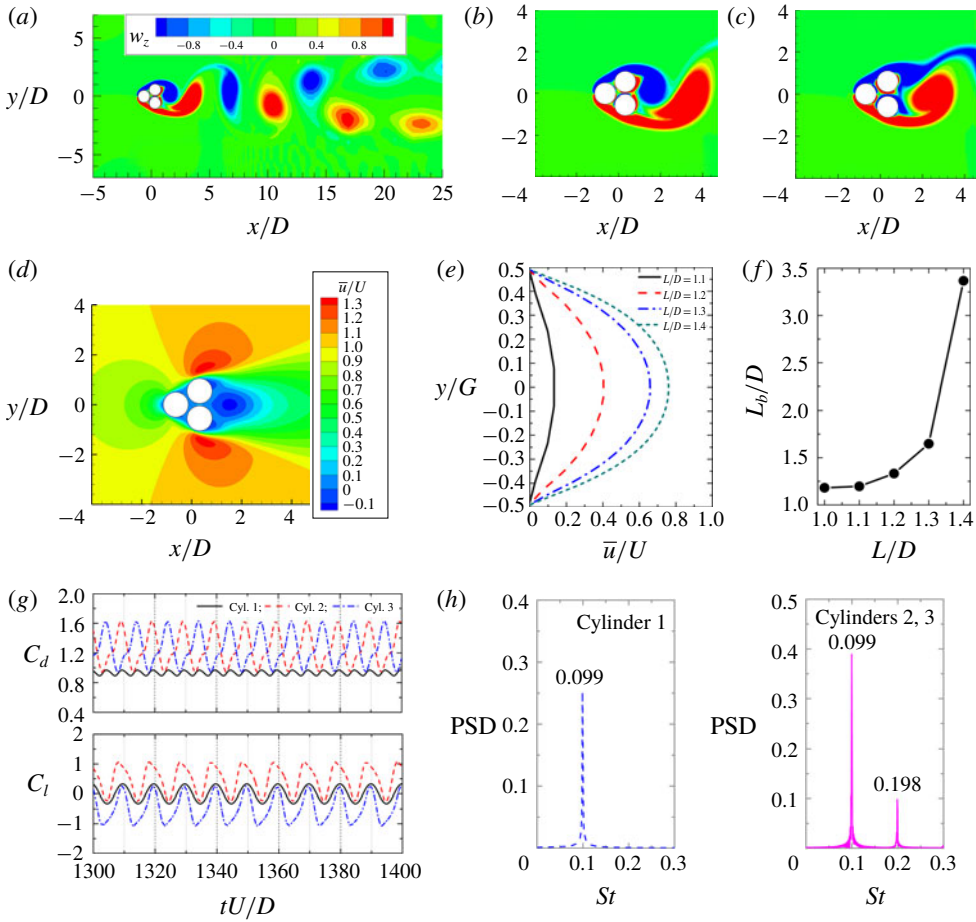 (a)
w_z
−0.8 −0.4 0 0.4 0.8
y/D
5
0
−5
−5 0 5 10 15 20 25
x/D
(b)
4
2
0
−2
−4
−4 −2 0 2 4
x/D
(c)
4
2
0
−2
−4
−4 −2 0 2 4
x/D
(d)
y/D
4
2
0
−2
−4
−4 −2 0 2 4
x/D
u̅/U
1.3
1.2
1.1
1.0
0.9
0.8
0.7
0.6
0.5
0.4
0.3
0.2
0.1
0
−0.1
(e)
L/D = 1.1
L/D = 1.2
L/D = 1.3
L/D = 1.4
y/G
0.5
0.4
0.3
0.2
0.1
0
−0.1
−0.2
−0.3
−0.4
−0.5
0 0.2 0.4 0.6 0.8 1.0
u̅/U
(f)
L_b/D
3.5
3.0
2.5
2.0
1.5
1.0
1.0 1.1 1.2 1.3 1.4
L/D
(g)
Cyl. 1; Cyl. 2; Cyl. 3
C_d
2.0
1.6
1.2
0.8
0.4
C_l
2
1
0
−1
−2
1300 1320 1340 1360 1380 1400
tU/D
(h)
Cylinder 1
0.099
PSD
0.4
0.3
0.2
0.1
0 0.1 0.2 0.3
St
Cylinders 2, 3
0.099
0.198
PSD
0.5
0.4
0.3
0.2
0.1
0 0.1 0.2 0.3
St